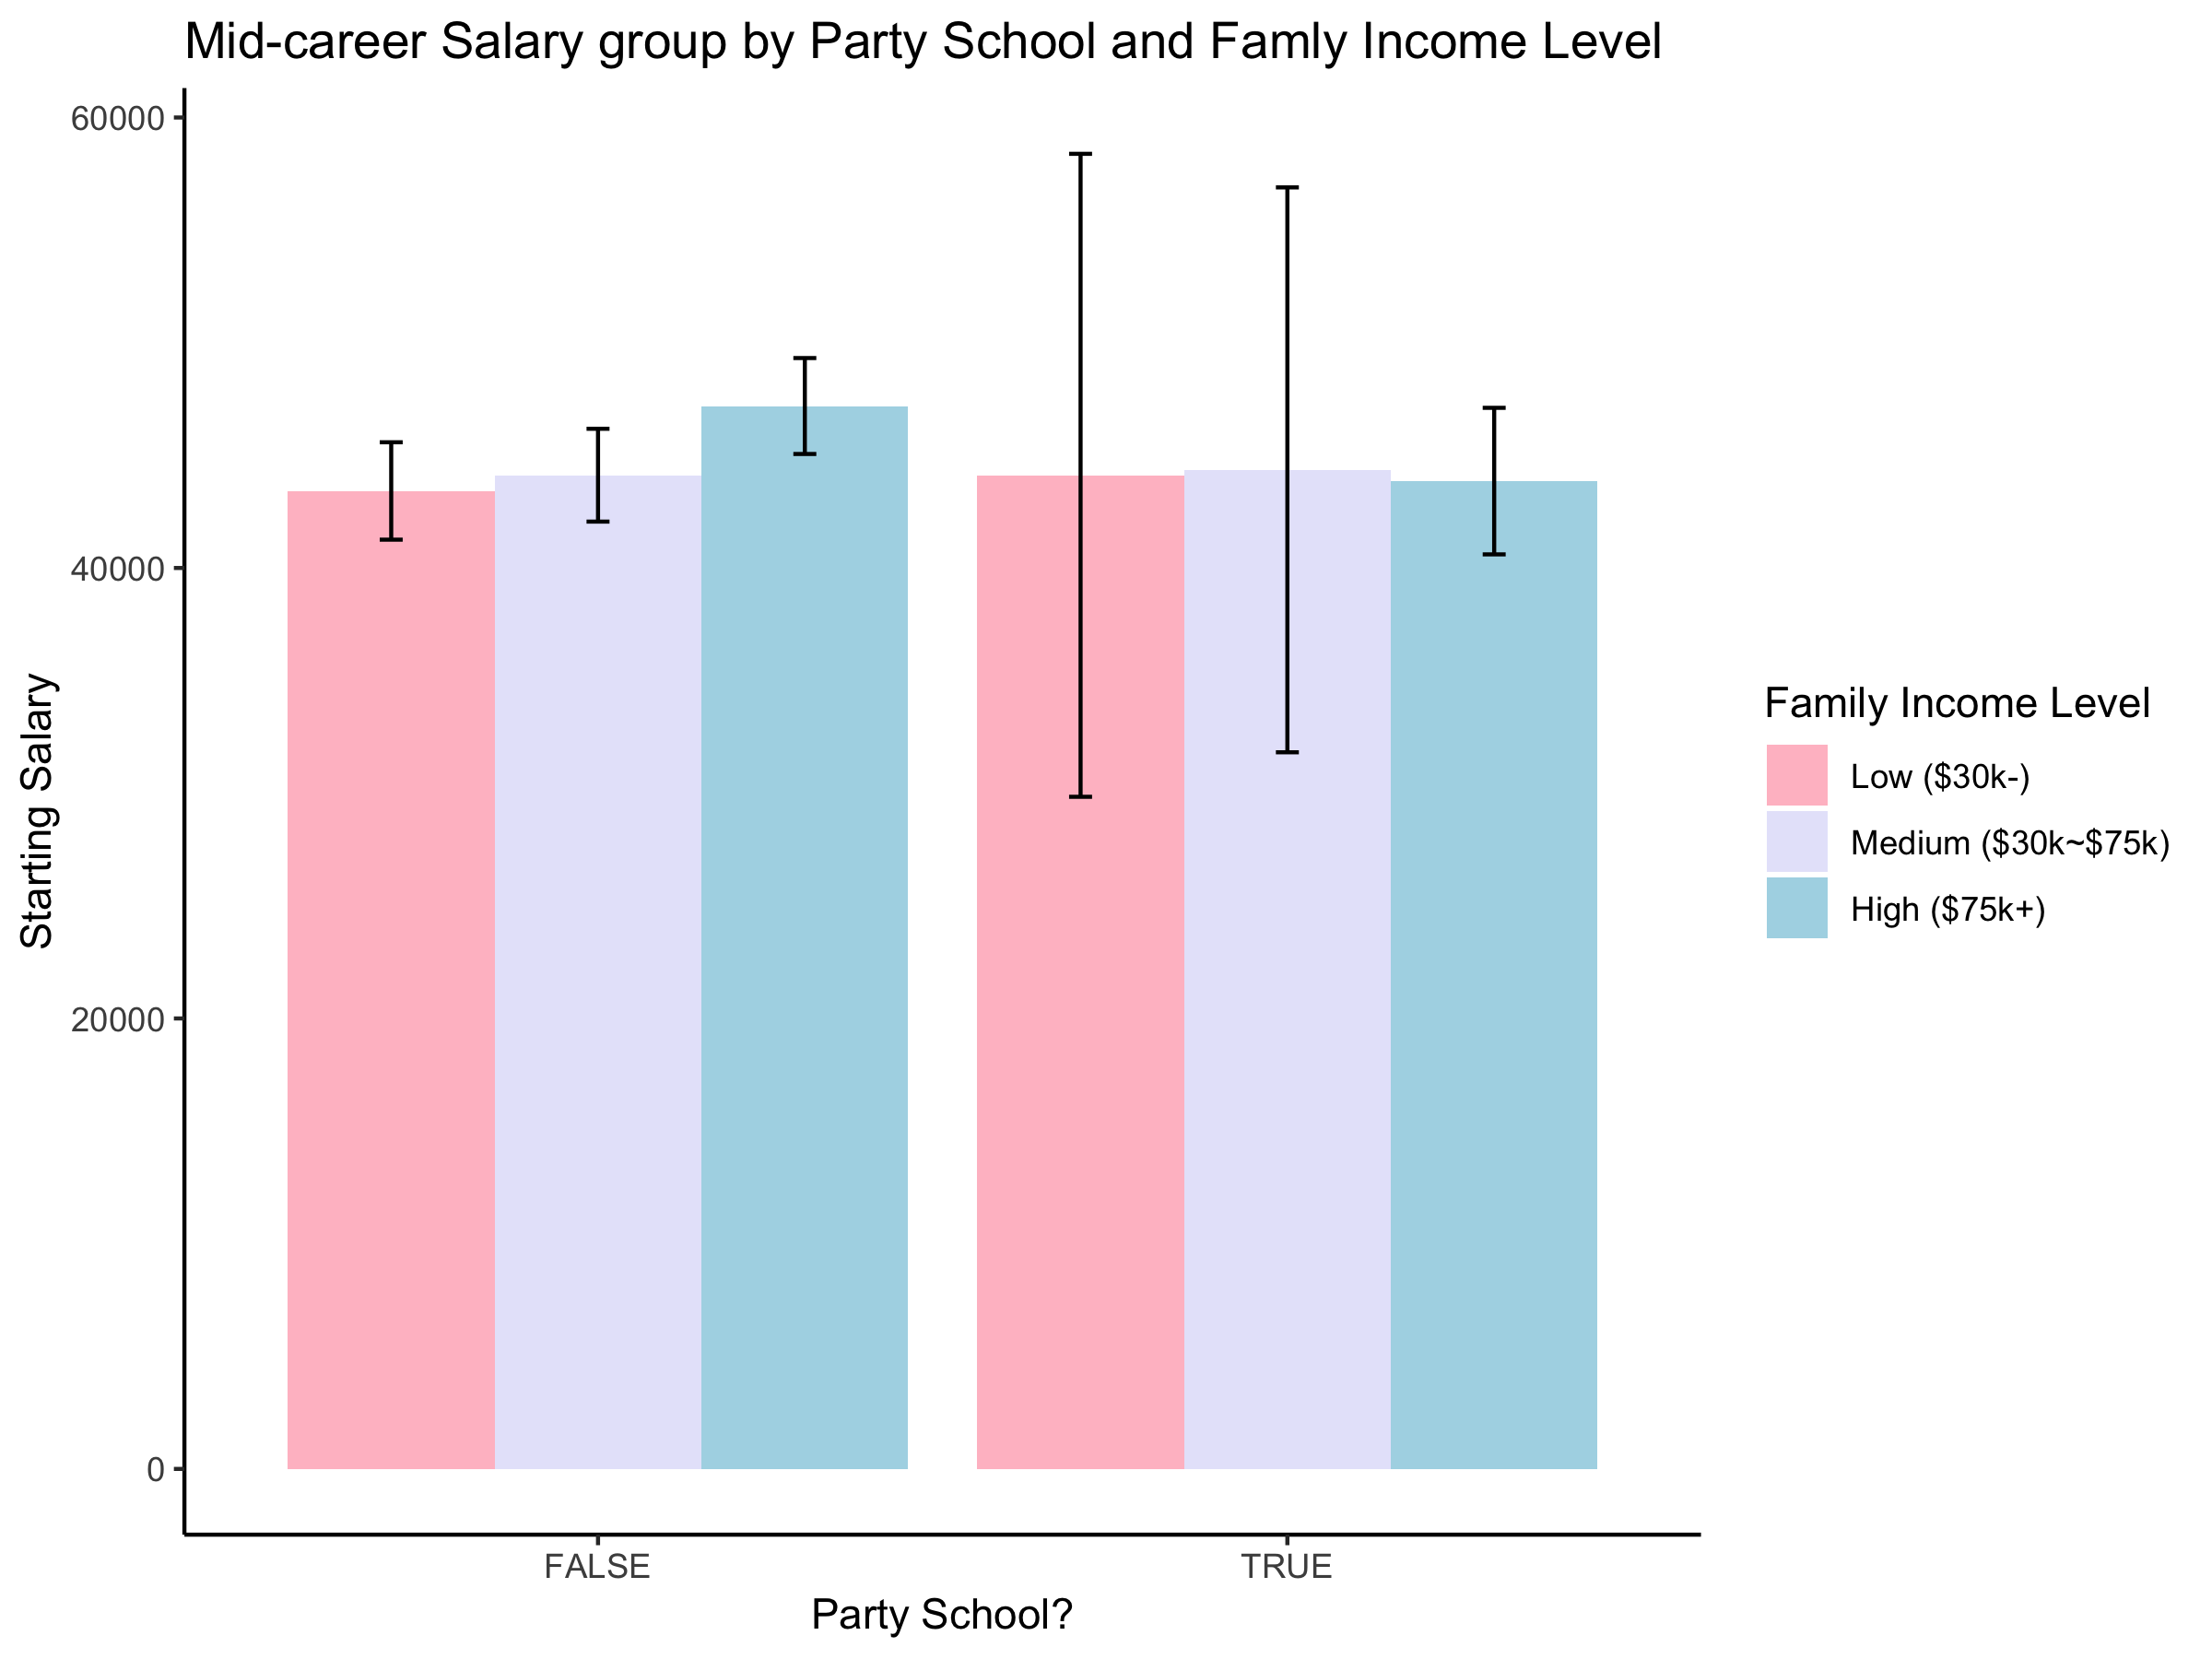 Mid-career Salary group by Party School and Famly Income Level
60000
40000
20000
0
Starting Salary
FALSE
TRUE
Party School?
Family Income Level
Low ($30k-)
Medium ($30k~$75k)
High ($75k+)